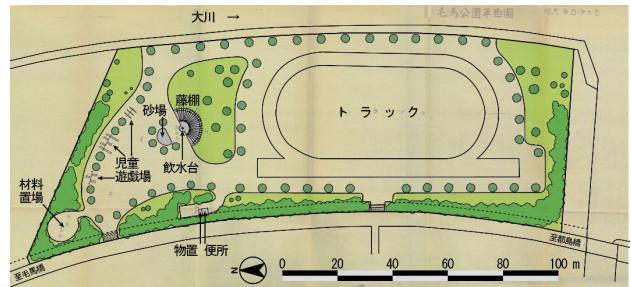 大川 →
毛馬公園平面圖
砂場
藤棚
トラック
飲水台
児童
遊戯場
材料
置場
物置
便所
至毛馬橋
至都島橋
N
0 20 40 60 80 100 m